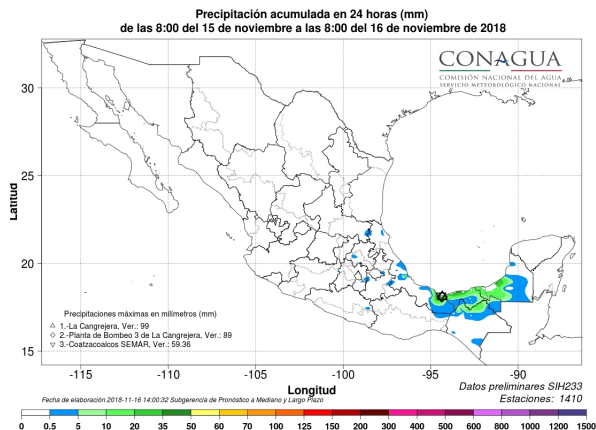 Precipitación acumulada en 24 horas (mm)
de las 8:00 del 15 de noviembre a las 8:00 del 16 de noviembre de 2018
CONAGUA
COMISIÓN NACIONAL DEL AGUA
SERVICIO METEOROLÓGICO NACIONAL
30
25
20
15
Latitud
Precipitaciones máximas en milímetros (mm)
1.-La Cangrejera, Ver.: 99
2.-Planta de Bombeo 3 de La Cangrejera, Ver.: 89
3.-Coatzacoalcos SEMAR, Ver.: 59.36
-115 -110 -105 -100 -95 -90
Longitud
Datos preliminares SIH233
Estaciones: 1410
Fecha de elaboración 2018-11-16 14:00:32 Subgerencia de Pronóstico a Mediano y Largo Plazo
0 0.5 5 10 20 35 50 60 70 100 125 150 200 300 400 500 600 800 1000 1200 1500